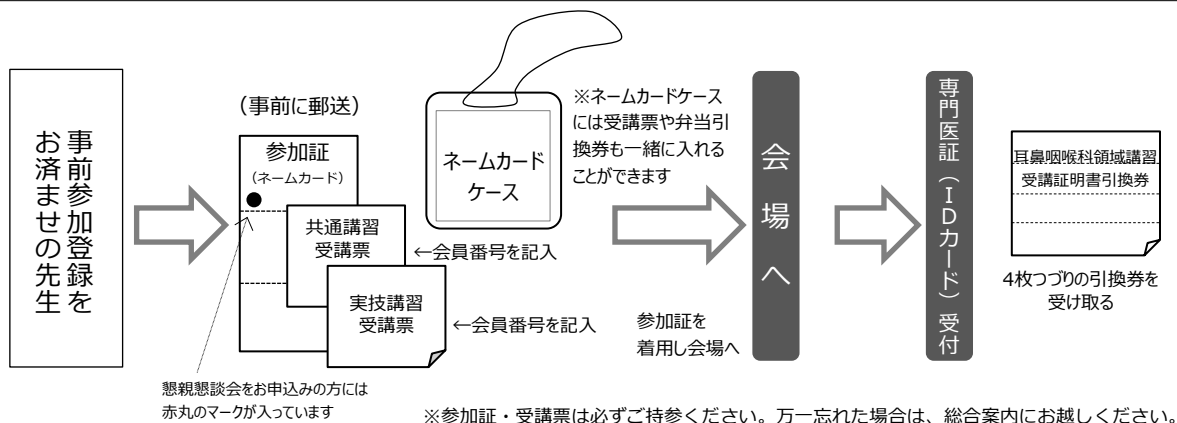 事前参加登録を
お済ませの先生
（事前に郵送）
参加証
（ネームカード）
共通講習
受講票
←会員番号を記入
実技講習
受講票
←会員番号を記入
懇親懇談会をお申込みの方には
赤丸のマークが入っています
ネームカード
ケース
※ネームカードケース
には受講票や弁当引
換券も一緒に入れる
ことができます
参加証を
着用し会場へ
会場へ
専門医証（IDカード）受付
耳鼻咽喉科領域講習
受講証明書引換券
4枚つづりの引換券を
受け取る
※参加証・受講票は必ずご持参ください。万一忘れた場合は、総合案内にお越しください。